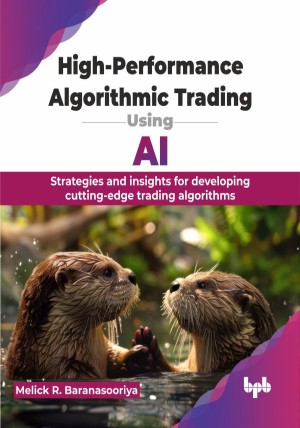 High-Performance
Algorithmic Trading
Using
AI
Strategies and insights for developing
cutting-edge trading algorithms
Melick R. Baranasooriya
bpb